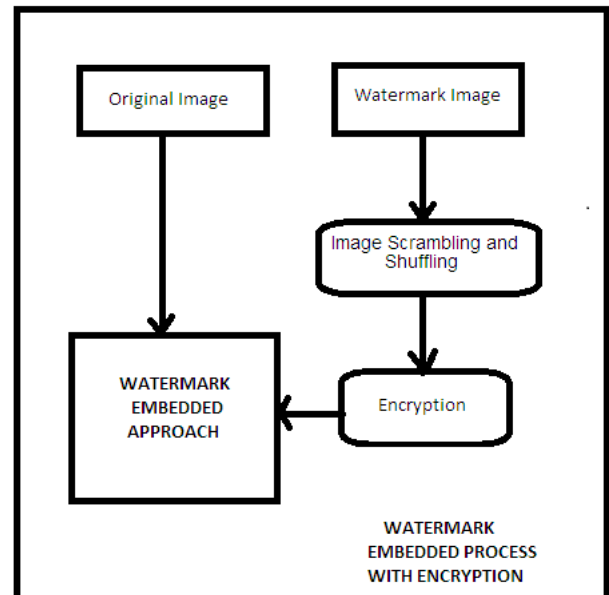 Original Image
Watermark Image
Image Scrambling and
Shuffling
WATERMARK
EMBEDDED
APPROACH
Encryption
WATERMARK
EMBEDDED PROCESS
WITH ENCRYPTION